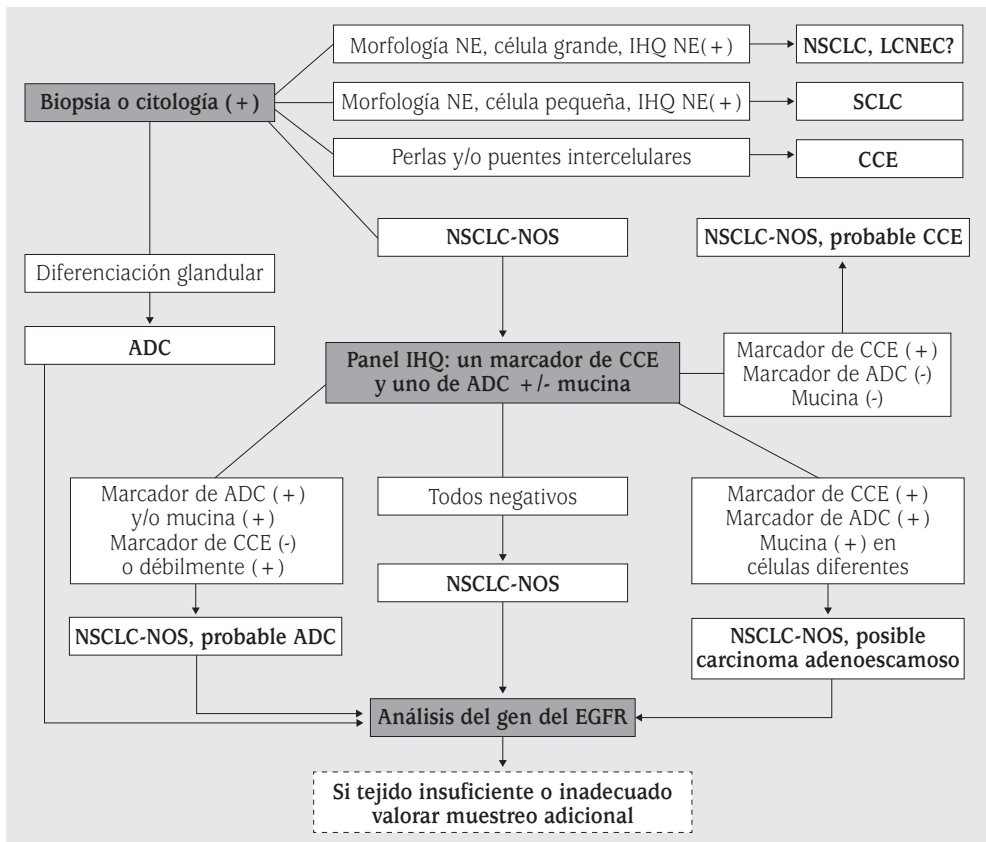 Morfología NE, célula grande, IHQ NE(+)
NSCLC, LCNEC?
Biopsia o citología (+)
Morfología NE, célula pequeña, IHQ NE(+)
SCLC
Perlas y/o puentes intercelulares
CCE
NSCLC-NOS
NSCLC-NOS, probable CCE
Diferenciación glandular
ADC
Panel IHQ: un marcador de CCE
y uno de ADC +/- mucina
Marcador de CCE (+)
Marcador de ADC (-)
Mucina (-)
Marcador de ADC (+)
y/o mucina (+)
Marcador de CCE (-)
o débilmente (+)
Todos negativos
Marcador de CCE (+)
Marcador de ADC (+)
Mucina (+) en
células diferentes
NSCLC-NOS, probable ADC
NSCLC-NOS
NSCLC-NOS, posible
carcinoma adenoescamoso
Análisis del gen del EGFR
Si tejido insuficiente o inadecuado
valorar muestreo adicional